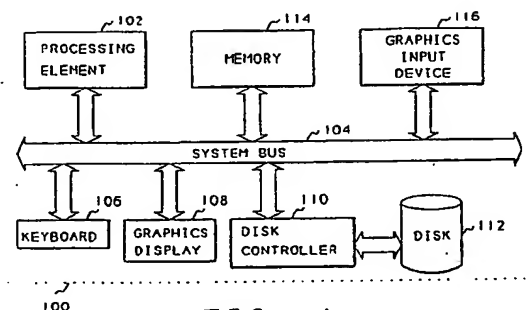 102
114
116
PROCESSING
ELEMENT
MEMORY
GRAPHICS
INPUT
DEVICE
104
SYSTEM BUS
106
108
110
KEYBOARD
GRAPHICS
DISPLAY
DISK
CONTROLLER
DISK
112
100